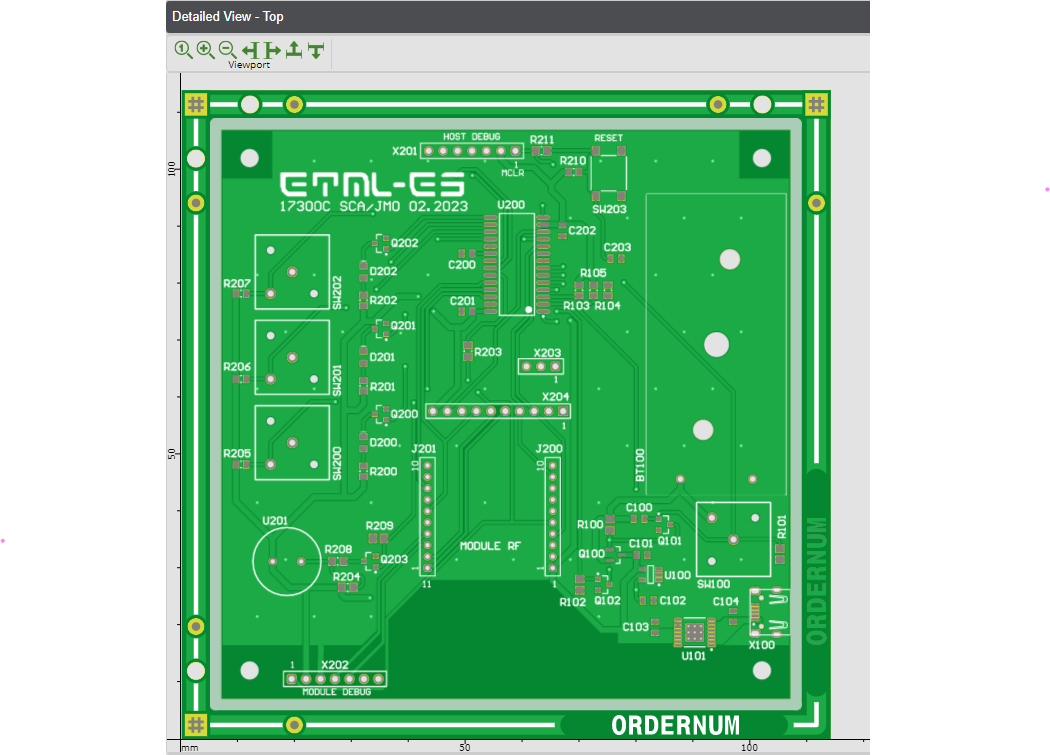 Detailed View - Top
1
Viewport
HOST DEBUG
X201
1
MCLR
R211
RESET
R210
SW203
ETML-ES
17300C SCA/JMO 02.2023
U200
C202
C203
Q202
D202
C200
R105
R207
SW202
R202
C201
R103
R104
Q201
R203
X203
1
D201
R206
SW201
R201
X204
1
Q200
J201
J200
D200
R205
SW200
R200
10
10
BT100
U201
R209
R100
C100
Q101
R101
MODULE RF
R208
Q203
Q100
C101
U100
R204
1
11
1
R102
Q102
SW100
C102
C104
C103
U101
X100
1
X202
MODULE DEBUG
ORDERNUM
ORDERNUM
100
50
mm
50
100